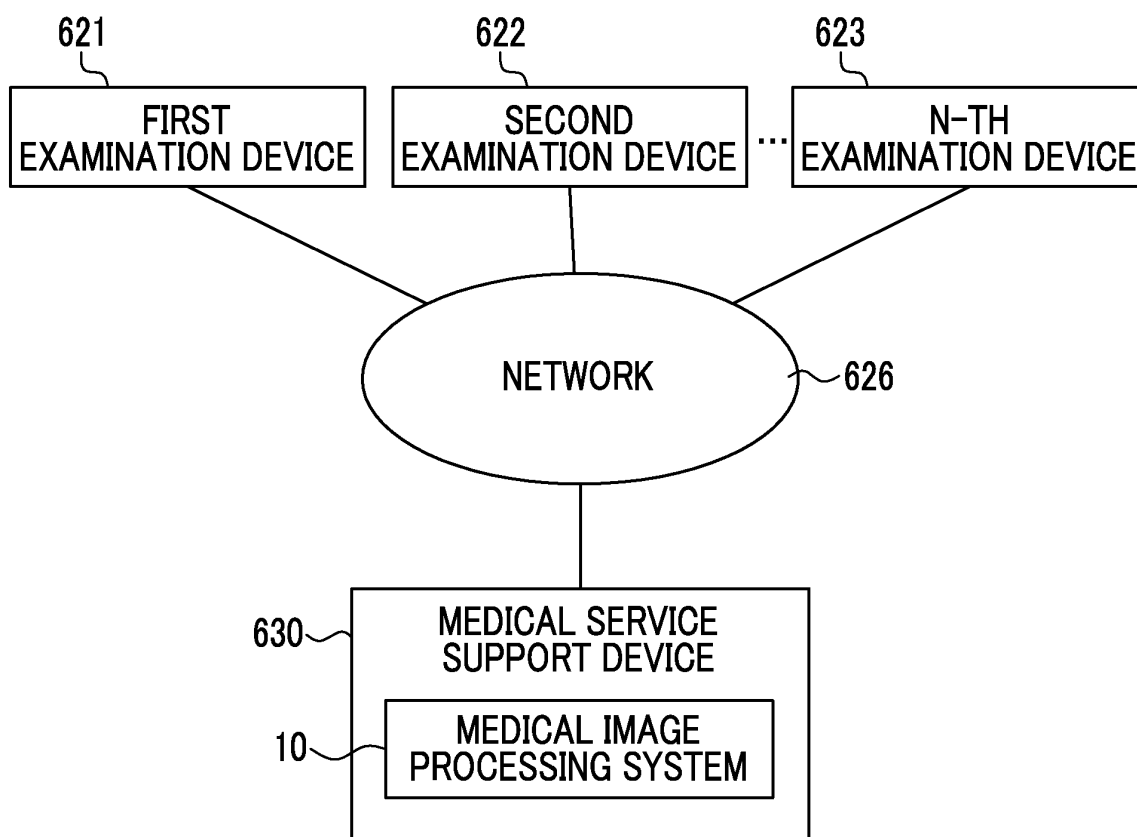 621
622
623
FIRST
EXAMINATION DEVICE
SECOND
EXAMINATION DEVICE
...
N-TH
EXAMINATION DEVICE
NETWORK
626
630
MEDICAL SERVICE
SUPPORT DEVICE
10
MEDICAL IMAGE
PROCESSING SYSTEM